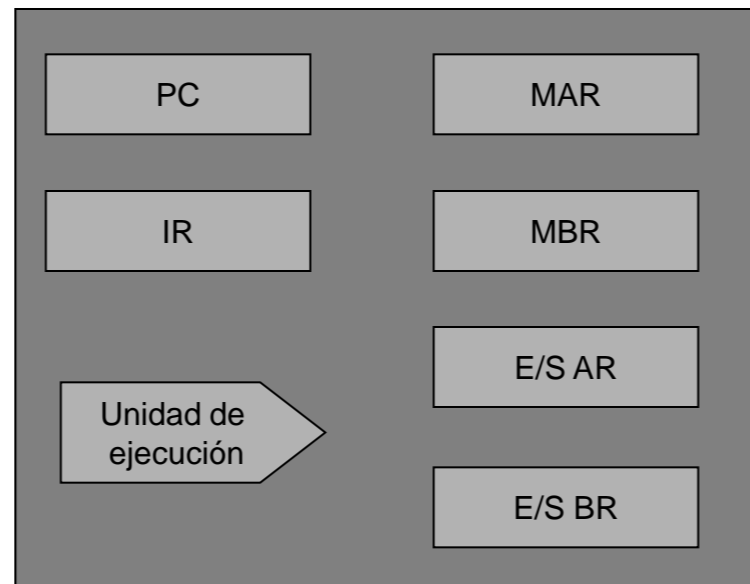 PC
MAR
IR
MBR
E/S AR
Unidad de
ejecución
E/S BR